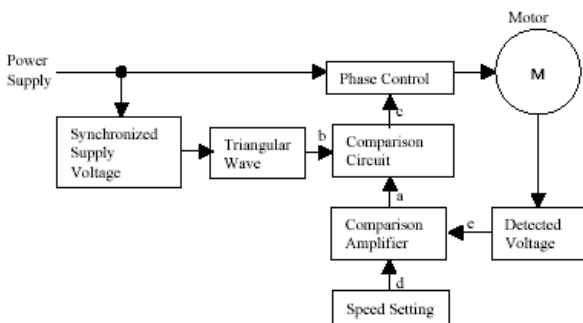 Motor
Power
Supply
Phase Control
M
c
Synchronized
Supply
Voltage
Triangular
Wave
b
Comparison
Circuit
a
Comparison
Amplifier
e
Detected
Voltage
d
Speed Setting